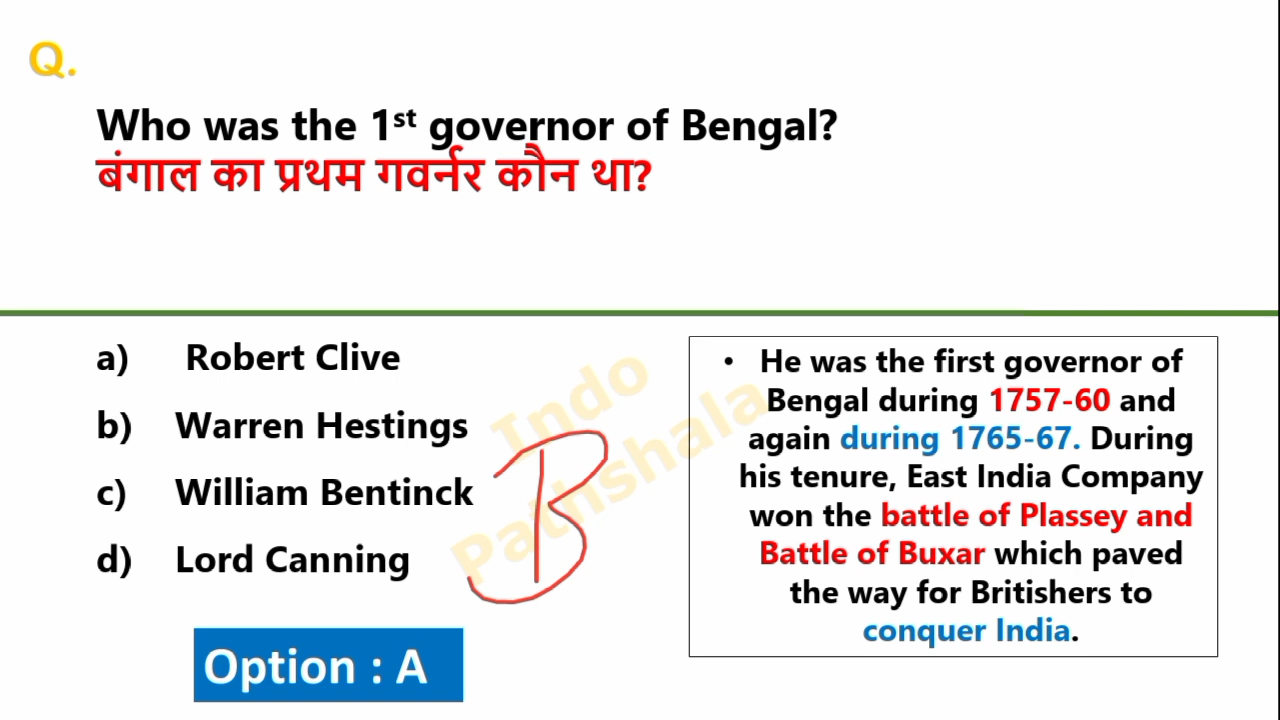 Q.
Who was the 1st governor of Bengal?
बंगाल का प्रथम गवर्नर कौन था?
a) Robert Clive
b) Warren Hestings
c) William Bentinck
d) Lord Canning
Option : A
• He was the first governor of
Bengal during 1757-60 and
again during 1765-67. During
his tenure, East India Company
won the battle of Plassey and
Battle of Buxar which paved
the way for Britishers to
conquer India.
Indo
Pathshala
B